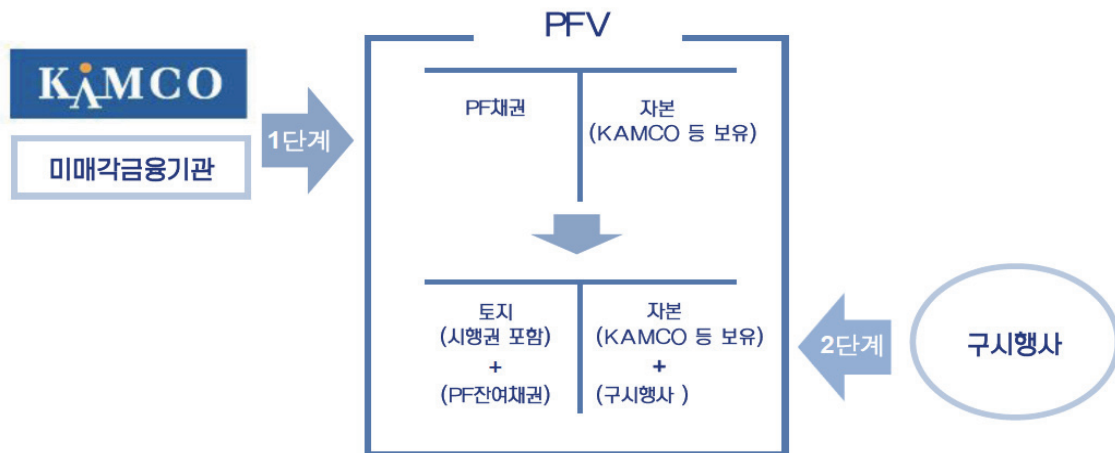 PFV
KAMCO
미매각금융기관
1단계
PF채권
자본
(KAMCO 등 보유)
토지
(시행권 포함)
+
(PF잔여채권)
자본
(KAMCO 등 보유)
+
(구시행사 )
2단계
구시행사